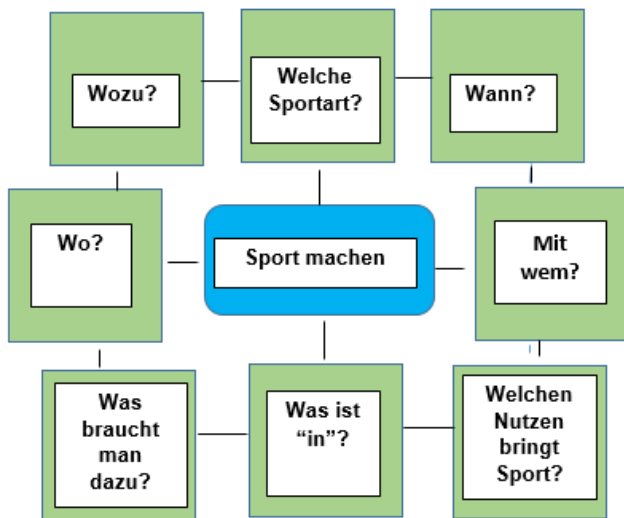 Wozu?
Welche
Sportart?
Wann?
Wo?
Sport machen
Mit
wem?
Was
braucht
man
dazu?
Was ist
“in”?
Welchen
Nutzen
bringt
Sport?